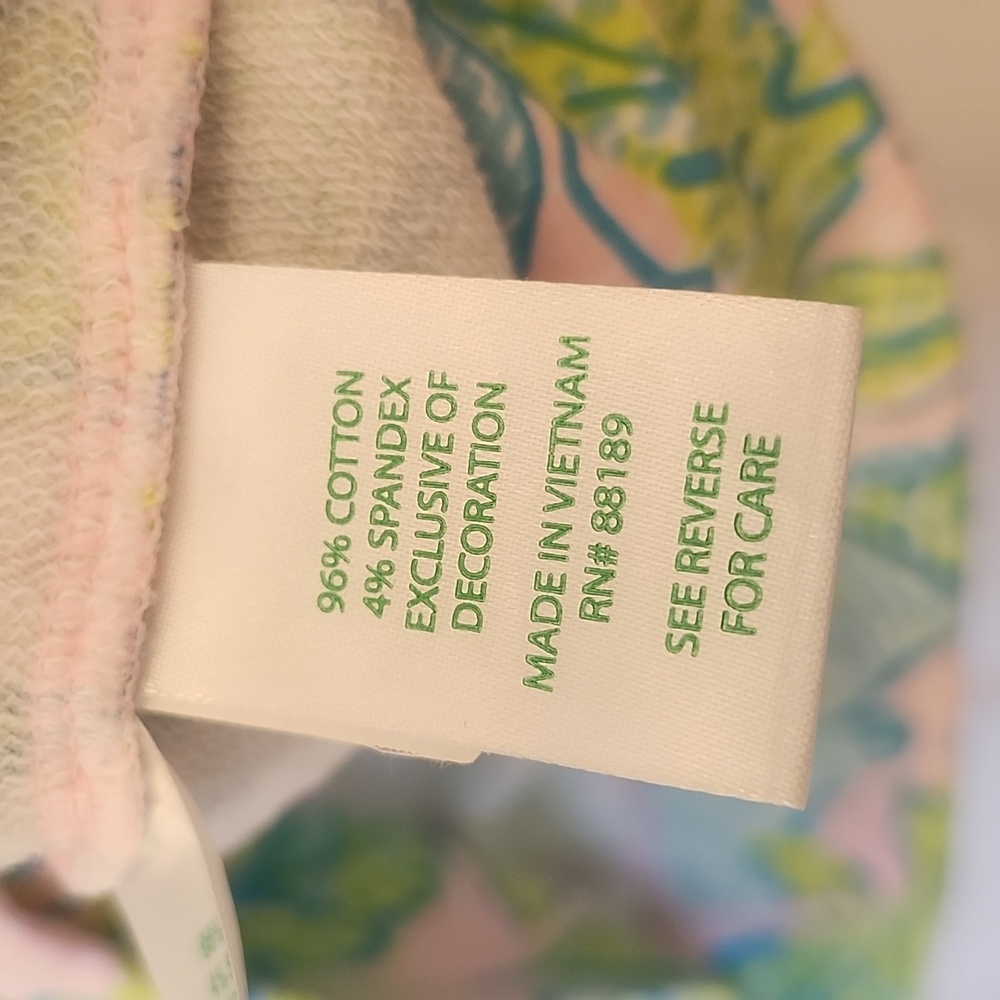 96% COTTON
4% SPANDEX
EXCLUSIVE OF
DECORATION
MADE IN VIETNAM
RN# 88189
SEE REVERSE
FOR CARE